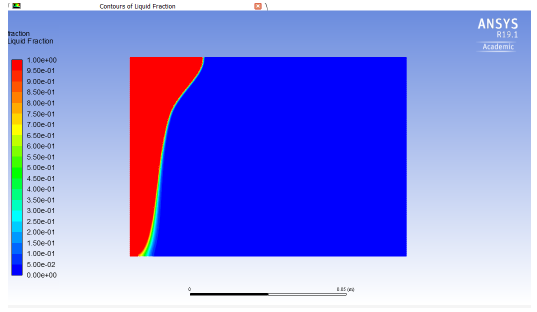 Contours of Liquid Fraction
ANSYS
R19.1
Academic
fraction
Liquid Fraction
1.00e+00
9.50e-01
9.00e-01
8.50e-01
8.00e-01
7.50e-01
7.00e-01
6.50e-01
6.00e-01
5.50e-01
5.00e-01
4.50e-01
4.00e-01
3.50e-01
3.00e-01
2.50e-01
2.00e-01
1.50e-01
1.00e-01
5.00e-02
0.00e+00
0
0.05 (m)